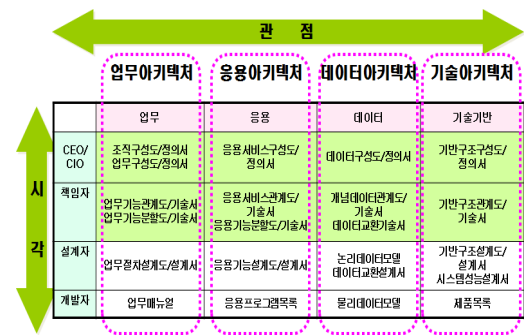 관 점
업무아키텍처 응용아키텍처 데이터아키텍처 기술아키텍처
업무 응용 데이터 기술기반
시
각
CEO/
CIO
조직구성도/정의서
업무구성도/정의서
응용서비스구성도/
정의서
데이터구성도/정의서
기반구조구성도/
정의서
책임자
업무기능관계도/기술서
업무기능분할도/기술서
응용서비스관계도/
기술서
응용기능분할도/기술서
개념데이터관계도/
기술서
데이터교환기술서
기반구조관계도/
기술서
설계자
업무절차설계도/설계서
응용기능설계도/설계서
논리데이터모델
데이터교환설계서
기반구조설계도/
설계서
시스템성능설계서
개발자
업무매뉴얼
응용프로그램목록
물리데이터모델
제품목록